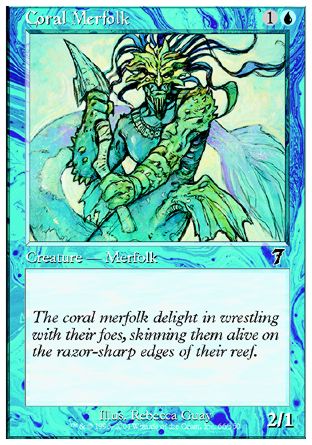 Coral Merfolk 1
Creature — Merfolk 7
The coral merfolk delight in wrestling
with their foes, skinning them alive on
the razor-sharp edges of their reef.
Illus. Rebecca Guay
2/1